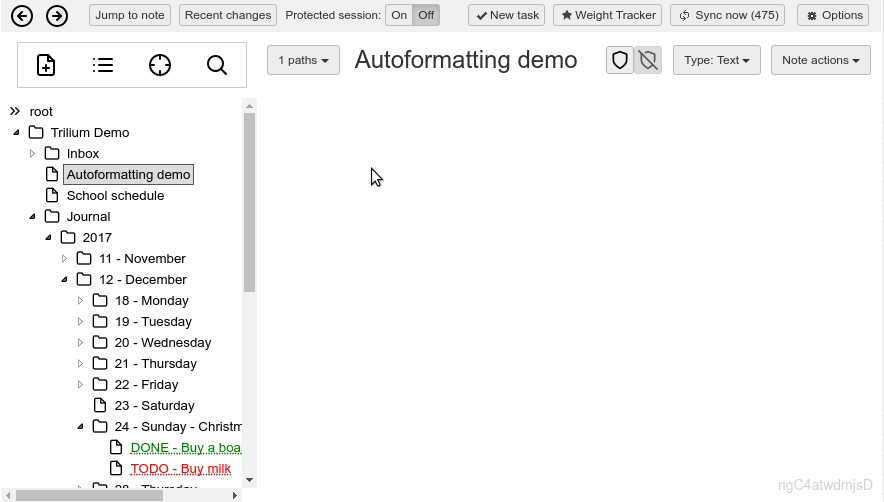 Jump to note Recent changes Protected session: On Off New task Weight Tracker Sync now (475) Options
1 paths Autoformatting demo Type: Text Note actions
root
Trilium Demo
Inbox
Autoformatting demo
School schedule
Journal
2017
11 - November
12 - December
18 - Monday
19 - Tuesday
20 - Wednesday
21 - Thursday
22 - Friday
23 - Saturday
24 - Sunday - Christm
DONE - Buy a boa
TODO - Buy milk
28 - Thursday
ngC4atwdmjsD